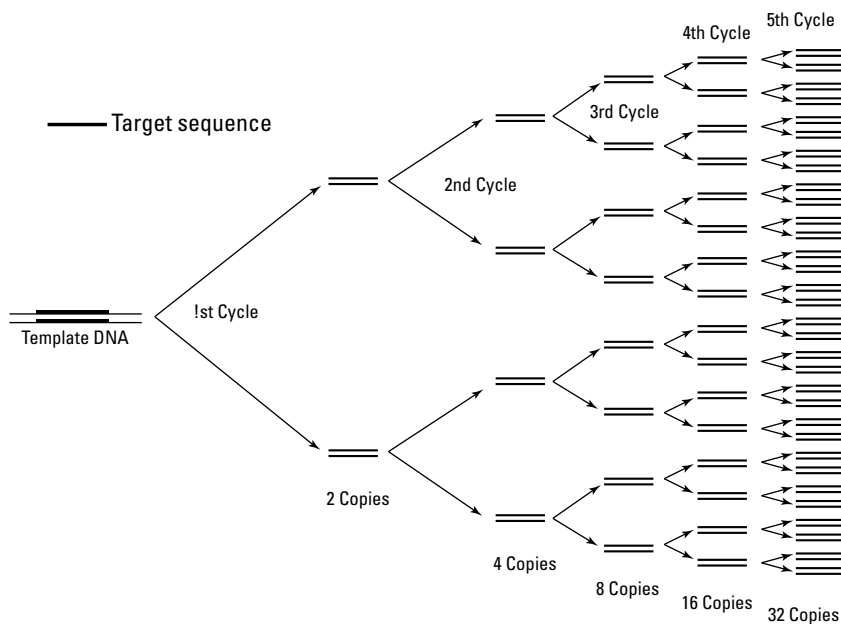 5th Cycle
4th Cycle
3rd Cycle
Target sequence
2nd Cycle
!st Cycle
Template DNA
2 Copies
4 Copies
8 Copies
16 Copies
32 Copies